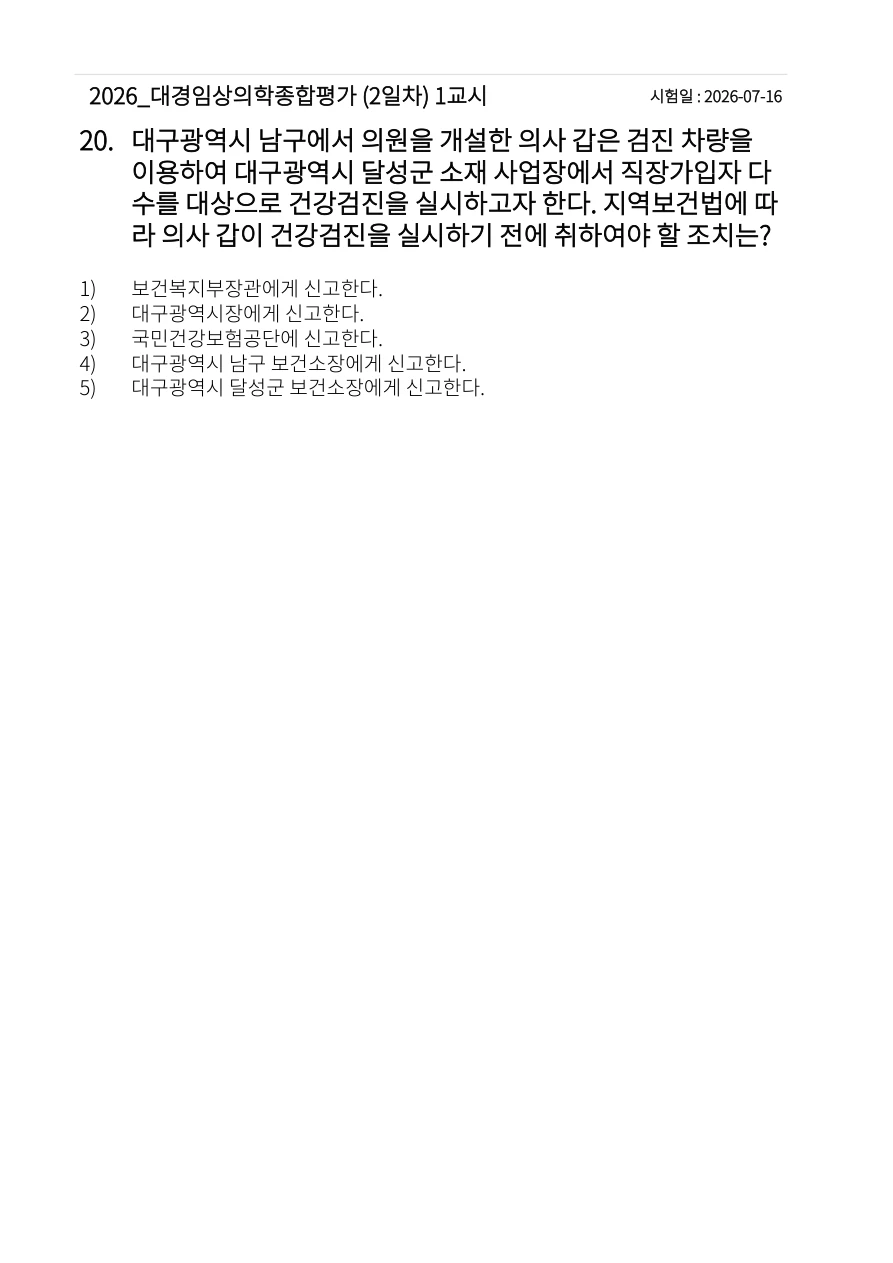 2026_대경임상의학종합평가 (2일차) 1교시 시험일 : 2026-07-16
20. 대구광역시 남구에서 의원을 개설한 의사 갑은 검진 차량을
이용하여 대구광역시 달성군 소재 사업장에서 직장가입자 다
수를 대상으로 건강검진을 실시하고자 한다. 지역보건법에 따
라 의사 갑이 건강검진을 실시하기 전에 취하여야 할 조치는?
1) 보건복지부장관에게 신고한다.
2) 대구광역시장에게 신고한다.
3) 국민건강보험공단에 신고한다.
4) 대구광역시 남구 보건소장에게 신고한다.
5) 대구광역시 달성군 보건소장에게 신고한다.